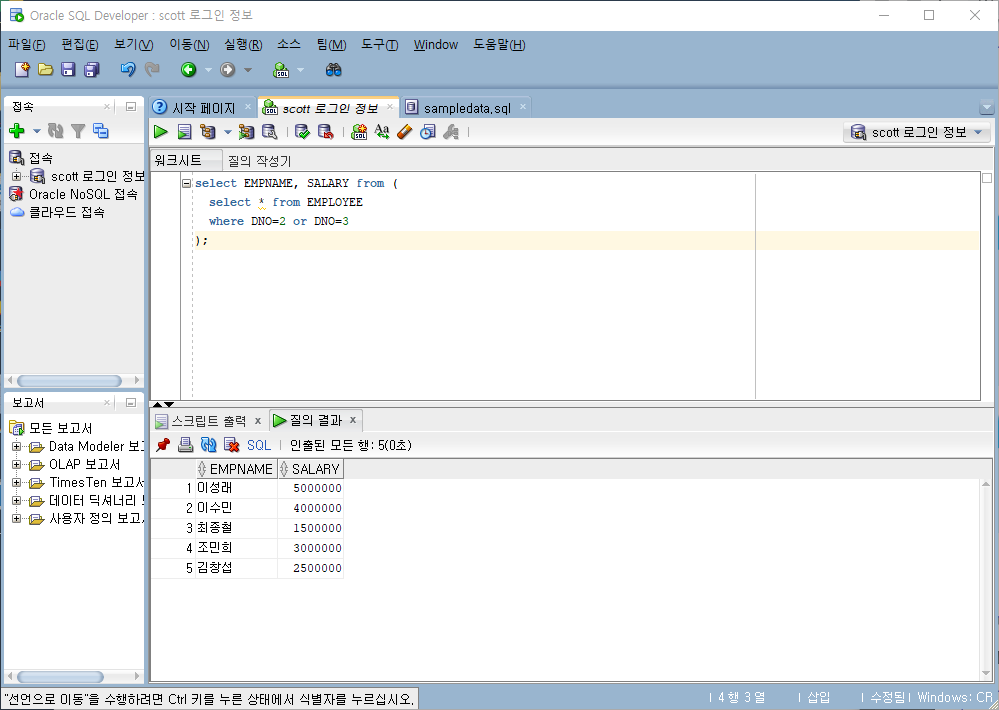 Oracle SQL Developer : scott 로그인 정보
파일(F) 편집(E) 보기(V) 이동(N) 실행(R) 소스 팀(M) 도구(T) Window 도움말(H)
접속
시작 페이지 scott 로그인 정보 sampledata.sql
scott 로그인 정보
접속
scott 로그인 정보
Oracle NoSQL 접속
클라우드 접속
워크시트 질의 작성기
select EMPNAME, SALARY from (
select * from EMPLOYEE
where DNO=2 or DNO=3
);
보고서
모든 보고서
Data Modeler 보고
OLAP 보고서
TimesTen 보고서
데이터 딕셔너리
사용자 정의 보고서
스크립트 출력 x 질의 결과 x
SQL | 인출된 모든 행: 5(0초)
EMPNAME SALARY
1 이성래 5000000
2 이수민 4000000
3 최종철 1500000
4 조민희 3000000
5 김창섭 2500000
"선언으로 이동"을 수행하려면 Ctrl 키를 누른 상태에서 식별자를 누르십시오.
4 행 3 열 삽입 수정됨 Windows: CR